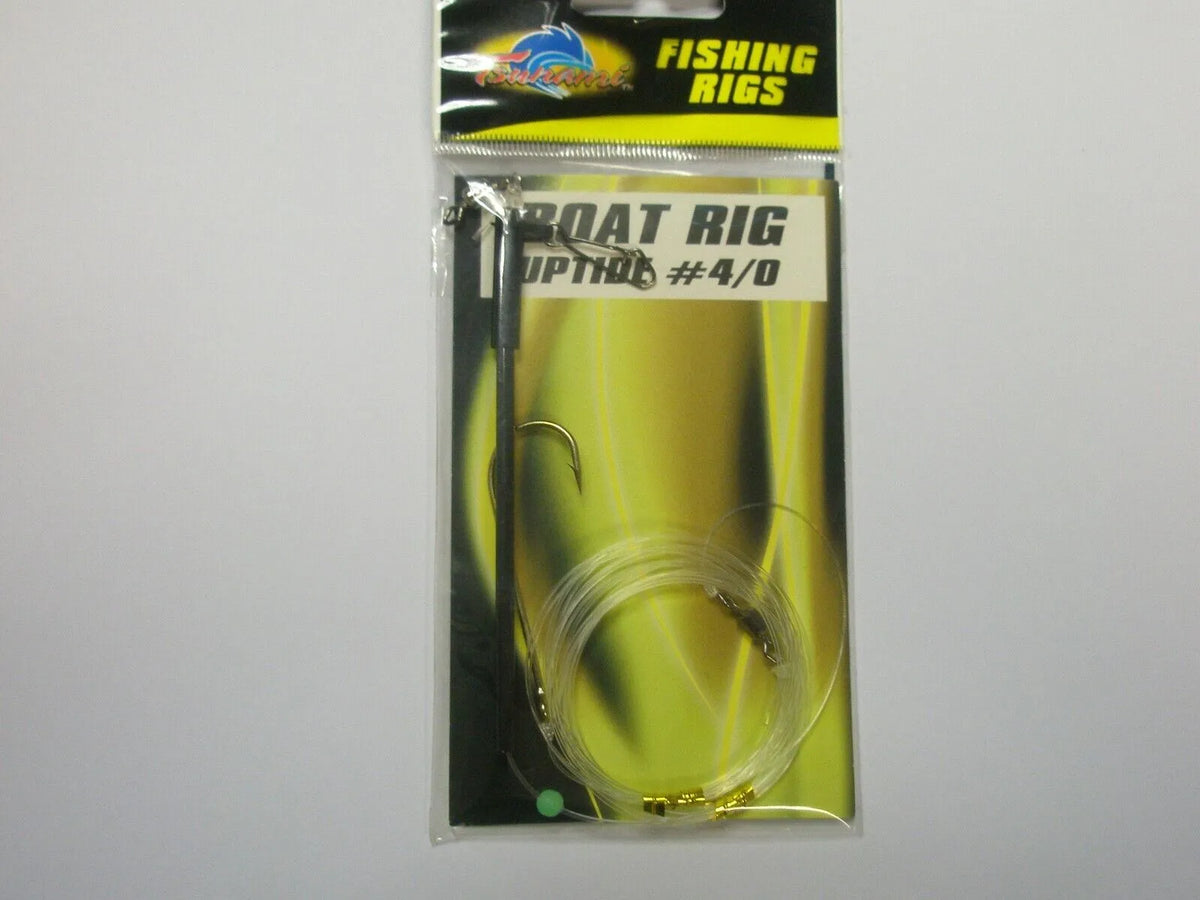 Tsunami
FISHING
RIGS
BOAT RIG
UPTIDE #4/0